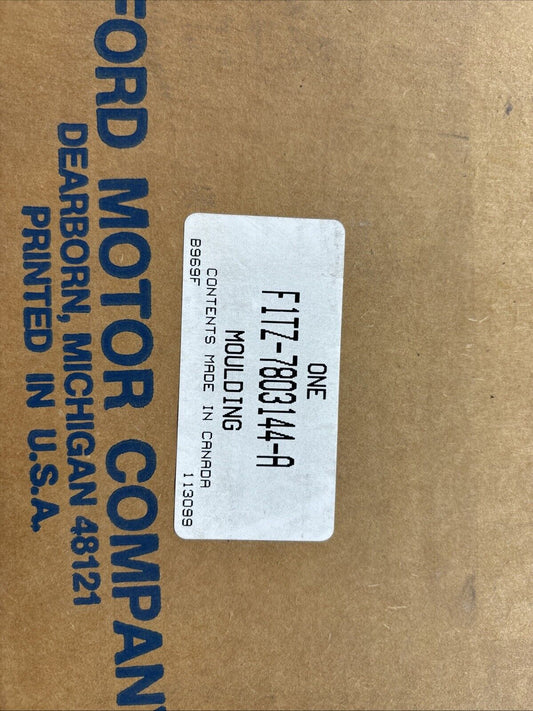 ONE
F1TZ-7803144-A
MOULDING
CONTENTS MADE IN CANADA
B969F 113099
FORD MOTOR COMPANY
DEARBORN, MICHIGAN 48121
PRINTED IN U.S.A.